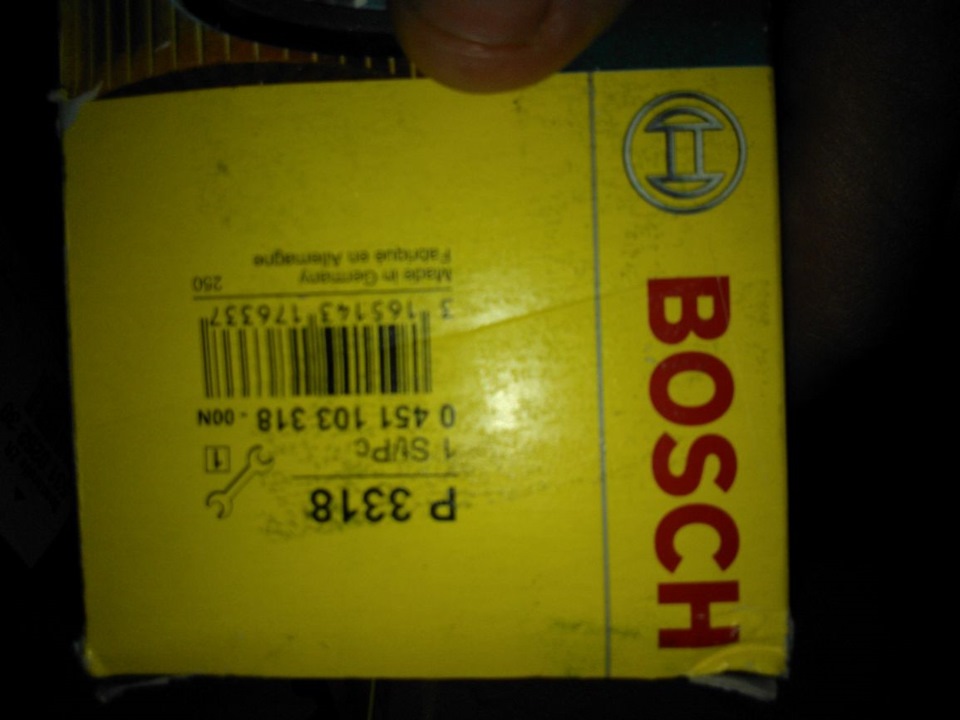 BOSCH
P 3318
1 St/Pc
1
0 451 103 318 - 00N
3 165143 176337
250
Made in Germany
Fabriqué en Allemagne